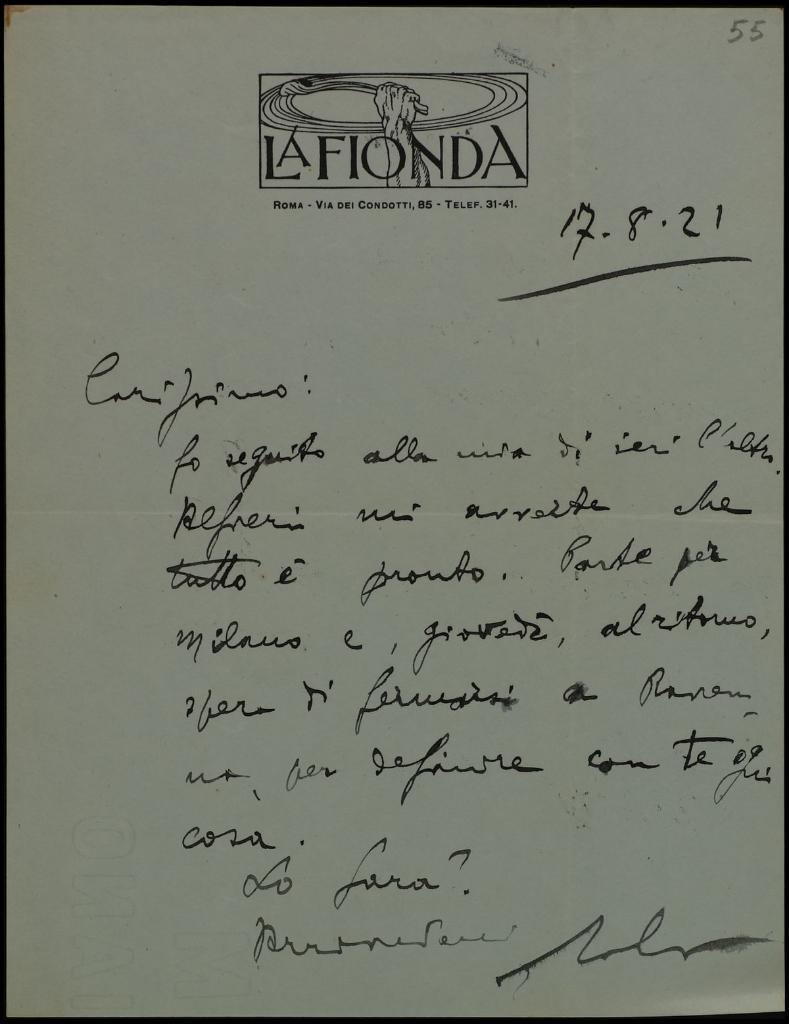 55
LA FIONDA
ROMA - VIA DEI CONDOTTI, 85 - TELEF. 31-41.
17.8.21
Carissimo:
fo seguito alla mia di ieri l'altro.
mi avverte che
tutto è pronto. Parte per
Milano e, giovedì, al ritorno,
spera di fermarsi a Raven-
na, per definire con te ogni
cosa.
Lo farà?
Arrivederci